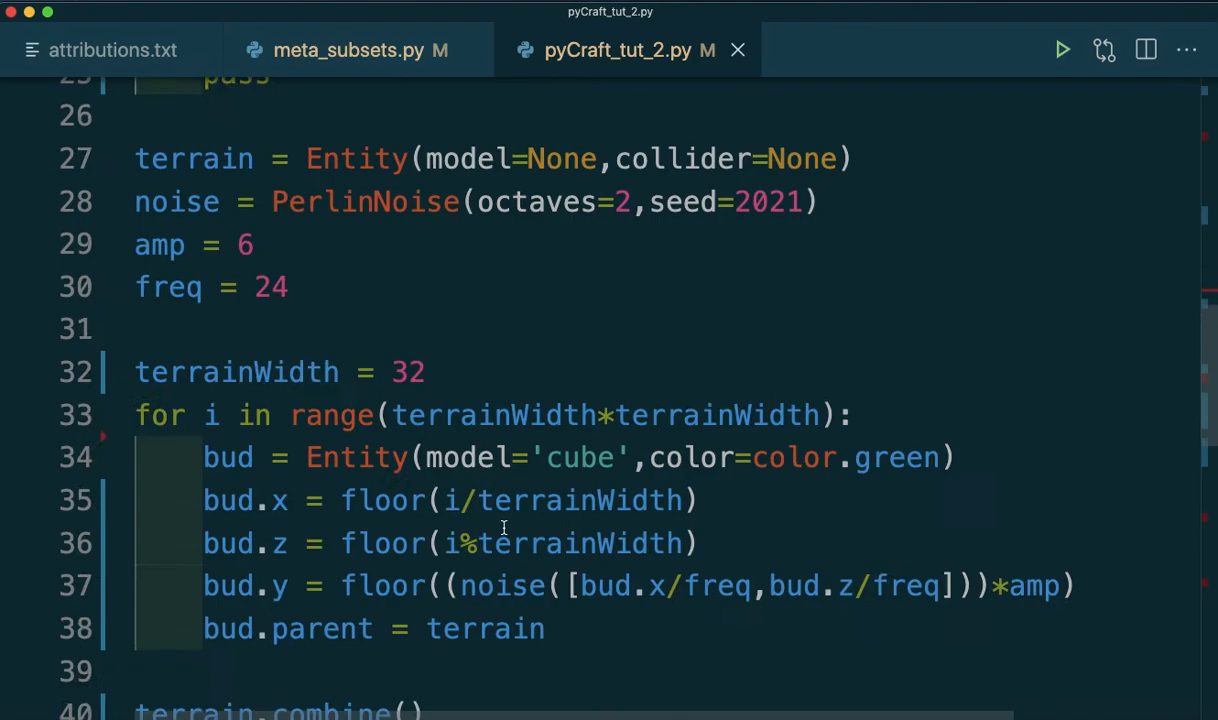 pyCraft_tut_2.py
attributions.txt meta_subsets.py M pyCraft_tut_2.py M
25 pass
26
27 terrain = Entity(model=None,collider=None)
28 noise = PerlinNoise(octaves=2,seed=2021)
29 amp = 6
30 freq = 24
31
32 terrainWidth = 32
33 for i in range(terrainWidth*terrainWidth):
34 bud = Entity(model='cube',color=color.green)
35 bud.x = floor(i/terrainWidth)
36 bud.z = floor(i%terrainWidth)
37 bud.y = floor((noise([bud.x/freq,bud.z/freq]))*amp)
38 bud.parent = terrain
39
40 terrain.combine()